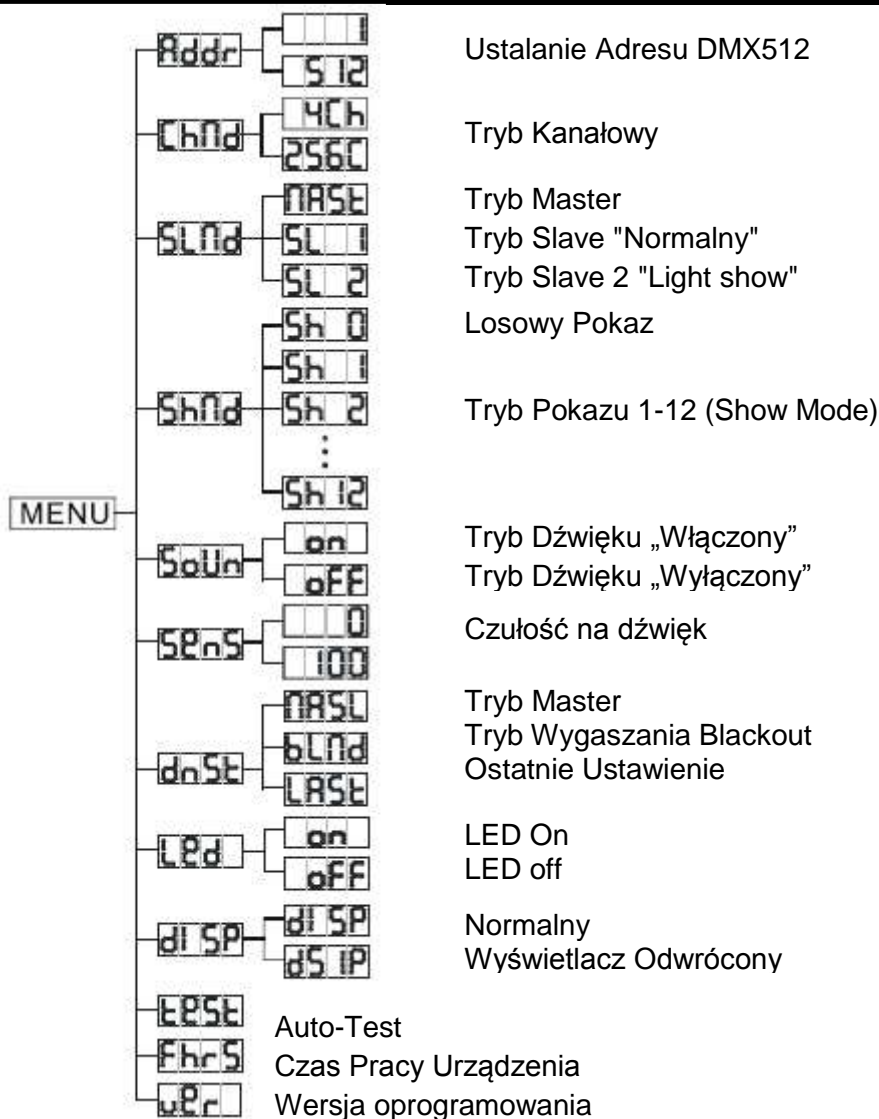 Addr
1
512
Ustalanie Adresu DMX512
ChMd
4Ch
256C
Tryb Kanałowy
SLMd
MASt
Tryb Master
SL 1
Tryb Slave "Normalny"
SL 2
Tryb Slave 2 "Light show"
ShMd
Sh 0
Losowy Pokaz
Sh 1
Sh 2
Tryb Pokazu 1-12 (Show Mode)
Sh12
MENU
SoUn
on
Tryb Dźwięku „Włączony”
oFF
Tryb Dźwięku „Wyłączony”
SenS
0
100
Czułość na dźwięk
dnSt
MASL
Tryb Master
bLMd
Tryb Wygaszania Blackout
LASt
Ostatnie Ustawienie
Led
on
LED On
oFF
LED off
dISP
dISP
Normalny
dSIP
Wyświetlacz Odwrócony
teSt
Auto-Test
FhrS
Czas Pracy Urządzenia
ver
Wersja oprogramowania